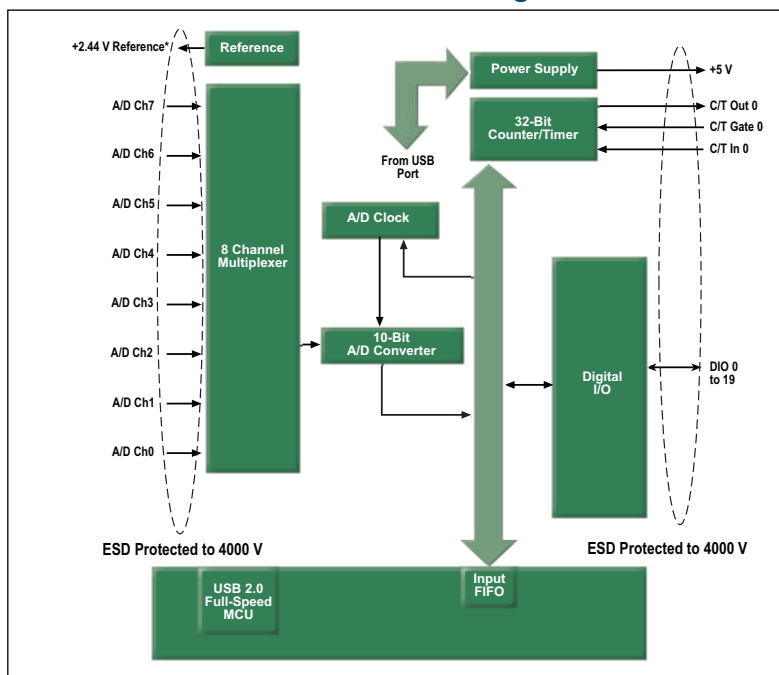 +2.44 V Reference*
Reference
A/D Ch7
A/D Ch6
A/D Ch5
A/D Ch4
A/D Ch3
A/D Ch2
A/D Ch1
A/D Ch0
8 Channel
Multiplexer
ESD Protected to 4000 V
From USB
Port
A/D Clock
10-Bit
A/D Converter
Power Supply
+5 V
32-Bit
Counter/Timer
C/T Out 0
C/T Gate 0
C/T In 0
Digital
I/O
DIO 0
to 19
ESD Protected to 4000 V
USB 2.0
Full-Speed
MCU
Input
FIFO